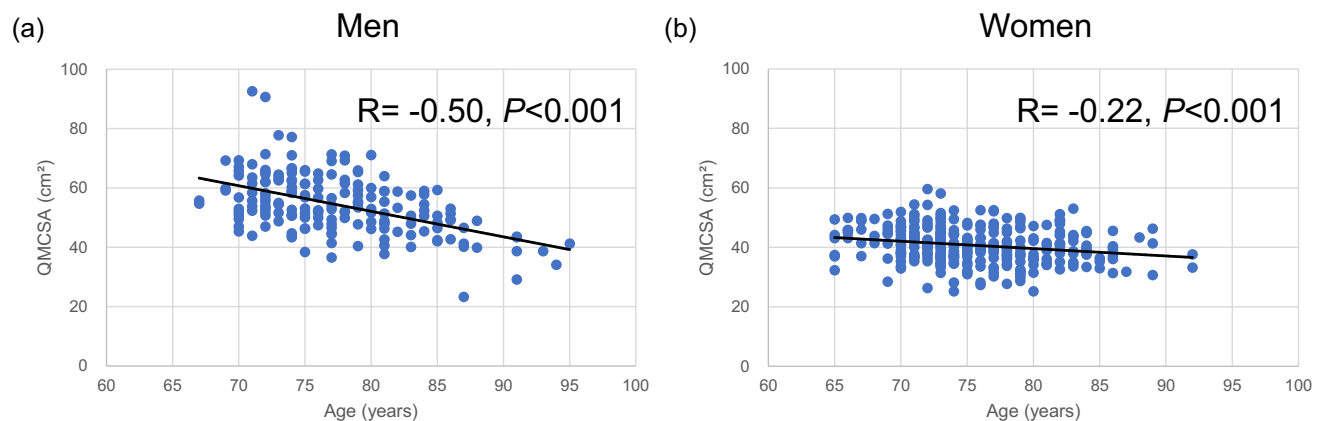 (a) Men
R= -0.50, P<0.001
QMCSA (cm²)
100
80
60
40
20
0
60 65 70 75 80 85 90 95 100
Age (years)
(b) Women
R= -0.22, P<0.001
QMCSA (cm²)
100
80
60
40
20
0
60 65 70 75 80 85 90 95 100
Age (years)